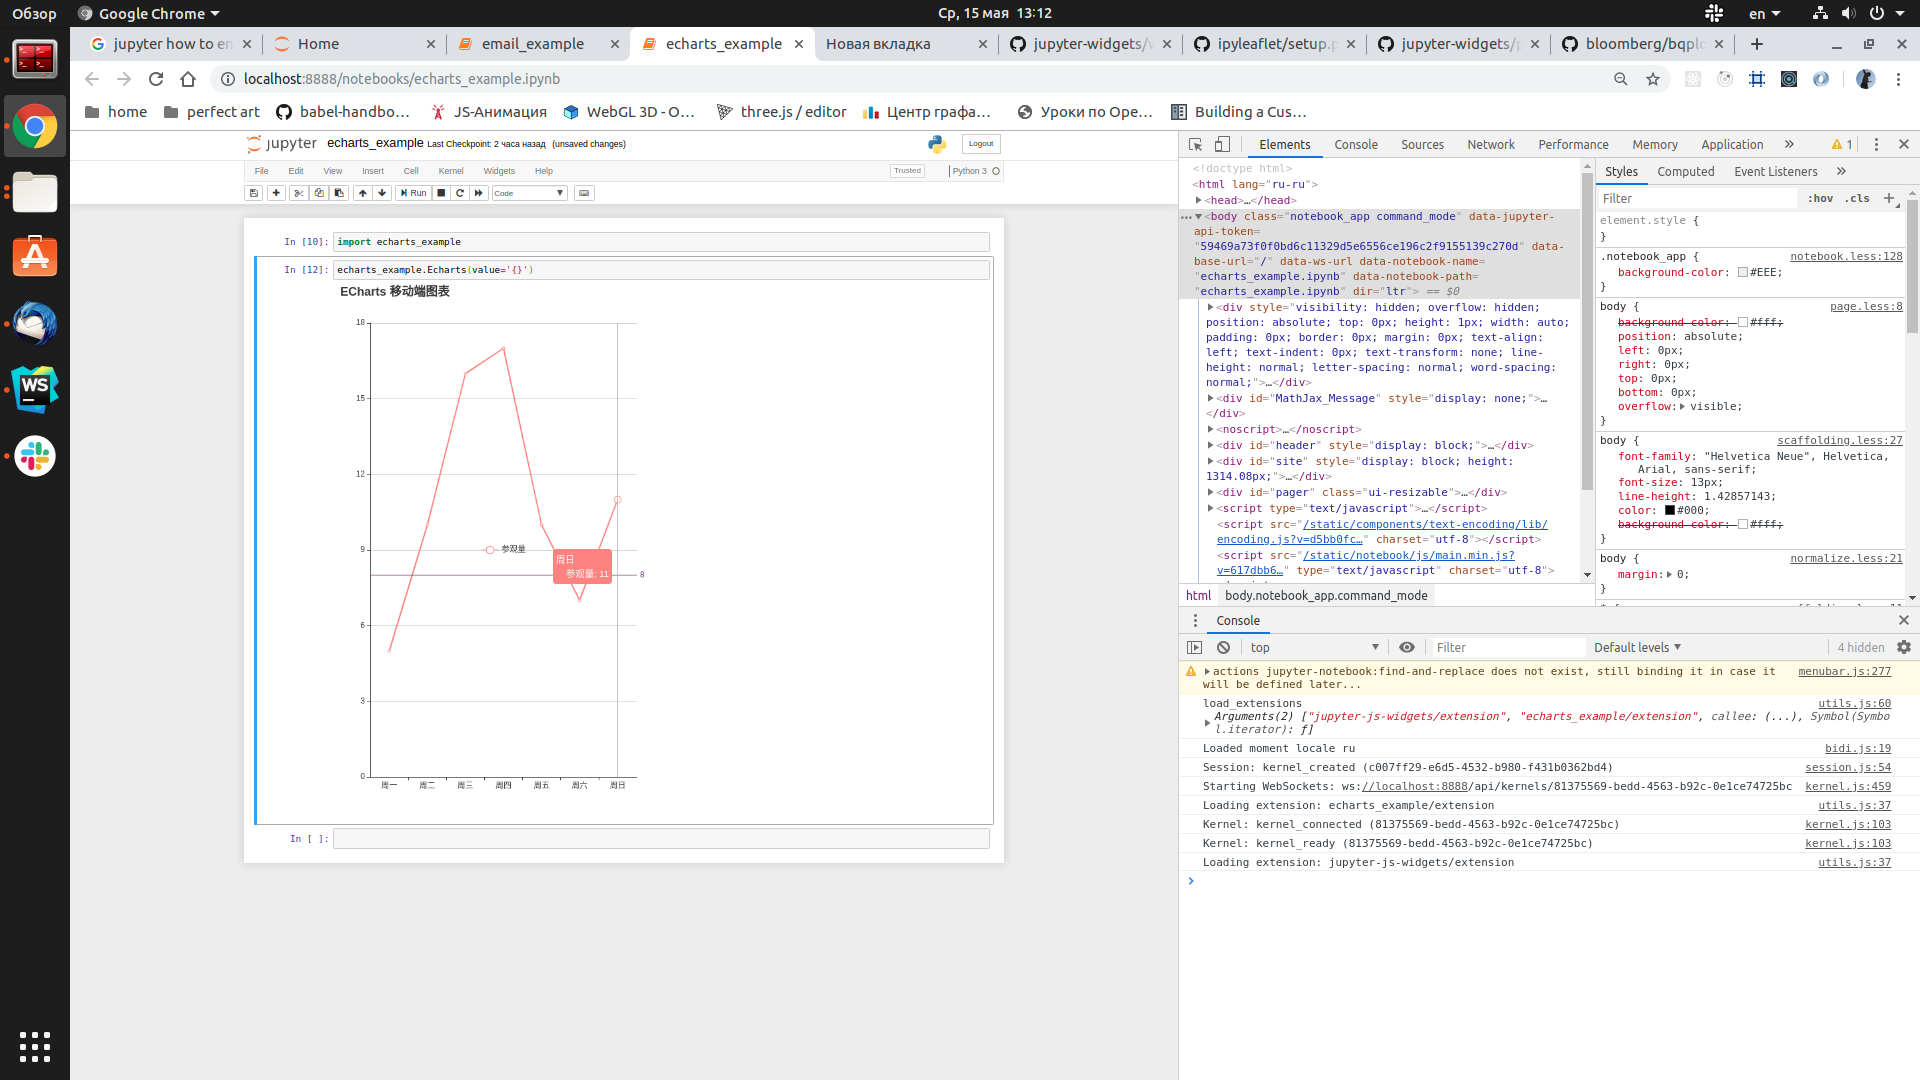 Обзор
Google Chrome
Ср, 15 мая 13:12
en
jupyter how to en
Home
email_example
echarts_example
Новая вкладка
jupyter-widgets/
ipyleaflet/setup.p
jupyter-widgets/p
bloomberg/bqplo
localhost:8888/notebooks/echarts_example.ipynb
home
perfect art
babel-handbo…
JS-Анимация
WebGL 3D - O…
three.js / editor
Центр графа…
Уроки по Ope…
Building a Cus…
jupyter echarts_example Last Checkpoint: 2 часа назад (unsaved changes)
Logout
File Edit View Insert Cell Kernel Widgets Help
Trusted
Python 3
Run
Code
In [10]: import echarts_example
In [12]: echarts_example.Echarts(value='{}')
ECharts 移动端图表
18
15
12
9
6
3
0
参观量
周日
参观量: 11
8
周一 周二 周三 周四 周五 周六 周日
In [ ]:
Elements Console Sources Network Performance Memory Application » 1
<!doctype html>
<html lang="ru-ru">
<head>…</head>
<body class="notebook_app command_mode" data-jupyter-
api-token=
"59469a73f0f0bd6c11329d5e6556ce196c2f9155139c270d" data-
base-url="/" data-ws-url data-notebook-name=
"echarts_example.ipynb" data-notebook-path=
"echarts_example.ipynb" dir="ltr"> == $0
<div style="visibility: hidden; overflow: hidden;
position: absolute; top: 0px; height: 1px; width: auto;
padding: 0px; border: 0px; margin: 0px; text-align:
left; text-indent: 0px; text-transform: none; line-
height: normal; letter-spacing: normal; word-spacing:
normal;">…</div>
<div id="MathJax_Message" style="display: none;">…
</div>
<noscript>…</noscript>
<div id="header" style="display: block;">…</div>
<div id="site" style="display: block; height:
1314.08px;">…</div>
<div id="pager" class="ui-resizable">…</div>
<script type="text/javascript">…</script>
<script src="/static/components/text-encoding/lib/
encoding.js?v=d5bb0fc…" charset="utf-8"></script>
<script src="/static/notebook/js/main.min.js?
v=617dbb6…" type="text/javascript" charset="utf-8">
html body.notebook_app.command_mode
Styles Computed Event Listeners »
Filter
:hov .cls
element.style {
}
.notebook_app { notebook.less:128
background-color: #EEE;
}
body { page.less:8
background-color: #fff;
position: absolute;
left: 0px;
right: 0px;
top: 0px;
bottom: 0px;
overflow: visible;
}
body { scaffolding.less:27
font-family: "Helvetica Neue", Helvetica,
Arial, sans-serif;
font-size: 13px;
line-height: 1.42857143;
color: #000;
background-color: #fff;
}
body { normalize.less:21
margin: 0;
}
Console
top
Filter
Default levels
4 hidden
actions jupyter-notebook:find-and-replace does not exist, still binding it in case it menubar.js:277
will be defined later...
load_extensions utils.js:60
Arguments(2) ["jupyter-js-widgets/extension", "echarts_example/extension", callee: (...), Symbol(Symbo
l.iterator): ƒ]
Loaded moment locale ru bidi.js:19
Session: kernel_created (c007ff29-e6d5-4532-b980-f431b0362bd4) session.js:54
Starting WebSockets: ws://localhost:8888/api/kernels/81375569-bedd-4563-b92c-0e1ce74725bc kernel.js:459
Loading extension: echarts_example/extension utils.js:37
Kernel: kernel_connected (81375569-bedd-4563-b92c-0e1ce74725bc) kernel.js:103
Kernel: kernel_ready (81375569-bedd-4563-b92c-0e1ce74725bc) kernel.js:103
Loading extension: jupyter-js-widgets/extension utils.js:37